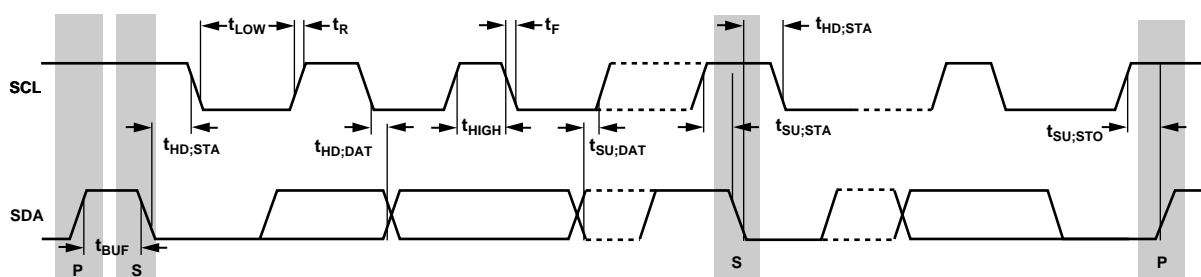 tLOW tR tF tHD;STA
SCL
tHD;STA tHD;DAT tHIGH tSU;DAT tSU;STA tSU;STO
SDA
tBUF
P S S P